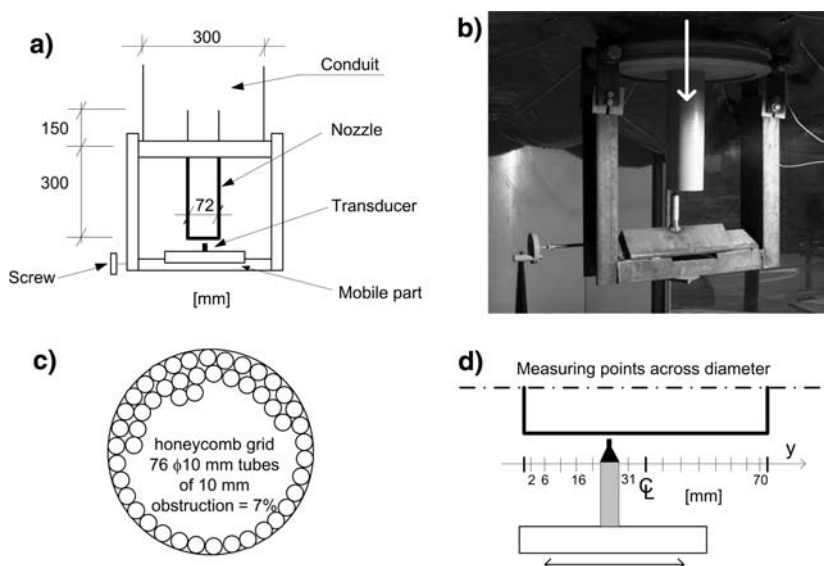 a)
300
Conduit
150
Nozzle
300
72
Transducer
Screw
Mobile part
[mm]
b)
c)
honeycomb grid
76 ϕ10 mm tubes
of 10 mm
obstruction = 7%
d)
Measuring points across diameter
y
2 6 16 31 ℄ 70
[mm]